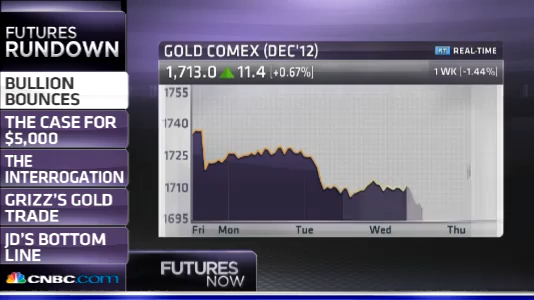 FUTURES
RUNDOWN
BULLION
BOUNCES
THE CASE FOR
$5,000
THE
INTERROGATION
GRIZZ'S GOLD
TRADE
JD'S BOTTOM
LINE
CNBC.com
GOLD COMEX (DEC'12)
RT REAL-TIME
1,713.0 11.4 (+0.67%)
1 WK (-1.44%)
1755
1740
1725
1710
1695
Fri Mon Tue Wed Thu
FUTURES
NOW